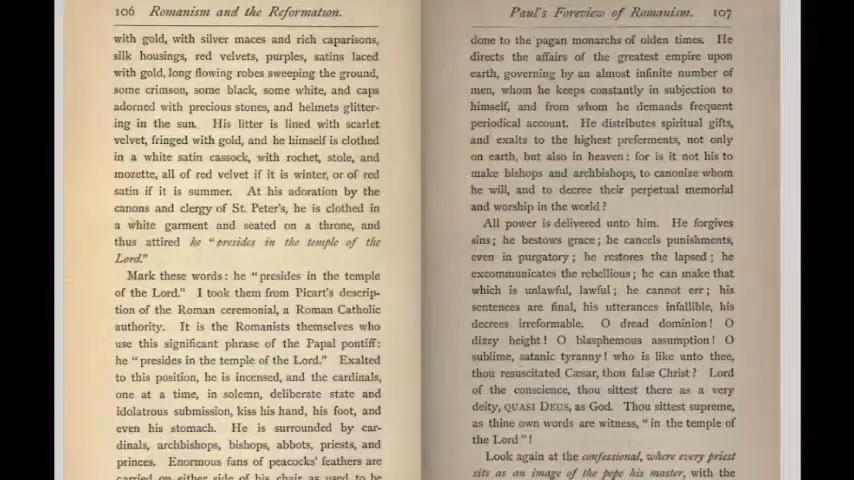 106 Romanism and the Reformation.
with gold, with silver maces and rich caparisons,
silk housings, red velvets, purples, satins laced
with gold, long flowing robes sweeping the ground,
some crimson, some black, some white, and caps
adorned with precious stones, and helmets glitter-
ing in the sun. His litter is lined with scarlet
velvet, fringed with gold, and he himself is clothed
in a white satin cassock, with rochet, stole, and
mozette, all of red velvet if it is winter, or of red
satin if it is summer. At his adoration by the
canons and clergy of St. Peter's, he is clothed in
a white garment and seated on a throne, and
thus attired he "presides in the temple of the
Lord."
Mark these words: he "presides in the temple
of the Lord." I took them from Picart's descrip-
tion of the Roman ceremonial, a Roman Catholic
authority. It is the Romanists themselves who
use this significant phrase of the Papal pontiff:
he "presides in the temple of the Lord." Exalted
to this position, he is incensed, and the cardinals,
one at a time, in solemn, deliberate state and
idolatrous submission, kiss his hand, his foot, and
even his stomach. He is surrounded by car-
dinals, archbishops, bishops, abbots, priests, and
princes. Enormous fans of peacocks' feathers are
carried on either side of his chair as used to be
Paul's Foreview of Romanism. 107
done to the pagan monarchs of olden times. He
directs the affairs of the greatest empire upon
earth, governing by an almost infinite number of
men, whom he keeps constantly in subjection to
himself, and from whom he demands frequent
periodical account. He distributes spiritual gifts,
and exalts to the highest preferments, not only
on earth, but also in heaven: for is it not his to
make bishops and archbishops, to canonize whom
he will, and to decree their perpetual memorial
and worship in the world?
All power is delivered unto him. He forgives
sins; he bestows grace; he cancels punishments,
even in purgatory; he restores the lapsed; he
excommunicates the rebellious; he can make that
which is unlawful, lawful; he cannot err; his
sentences are final, his utterances infallible, his
decrees irreformable. O dread dominion! O
dizzy height! O blasphemous assumption! O
sublime, satanic tyranny! who is like unto thee,
thou resuscitated Cæsar, thou false Christ? Lord
of the conscience, thou sittest there as a very
deity, QUASI DEUS, as God. Thou sittest supreme,
as thine own words are witness, "in the temple of
the Lord"!
Look again at the confessional, where every priest
sits as an image of the pope his master, with the